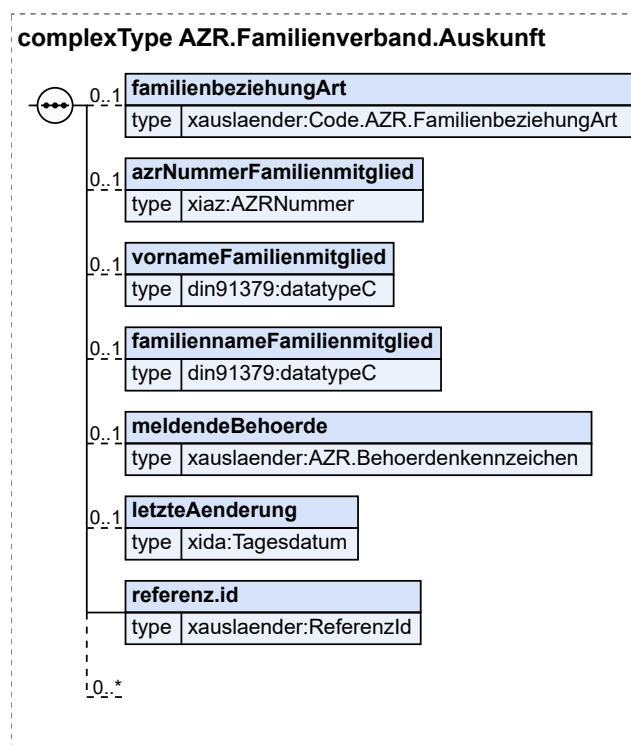 complexType AZR.Familienverband.Auskunft
0..1 familienbeziehungArt
type xauslaender:Code.AZR.FamilienbeziehungArt
0..1 azrNummerFamilienmitglied
type xiaz:AZRNummer
0..1 vornameFamilienmitglied
type din91379:datatypeC
0..1 familiennameFamilienmitglied
type din91379:datatypeC
0..1 meldendeBehoerde
type xauslaender:AZR.Behoerdenkennzeichen
0..1 letzteAenderung
type xida:Tagesdatum
referenz.id
type xauslaender:ReferenzId
0..*